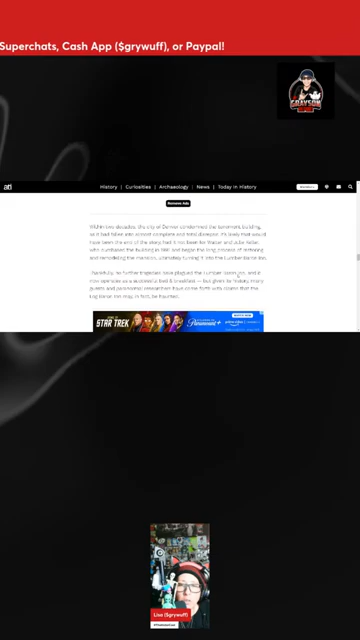 Superchats, Cash App ($grywuff), or Paypal!
GRAYSON
ati
History | Curiosities | Archaeology | News | Today in History
Remove Ads
Within two decades, the city of Denver condemned the tenement building,
as it had fallen into almost complete and total disrepair. It's likely that would
have been the end of the story, had it not been for Walter and Julie Keller,
who purchased the building in 1991 and began the long process of restoring
and remodeling the mansion, ultimately turning it into the Lumber Baron Inn.
Thankfully, no further tragedies have plagued the Lumber Baron Inn, and it
now operates as a successful bed & breakfast — but given its history, many
guests and paranormal researchers have come forth with claims that the
Lumber Baron Inn may, in fact, be haunted.
STAR TREK
Paramount+
Live ($grywuff)